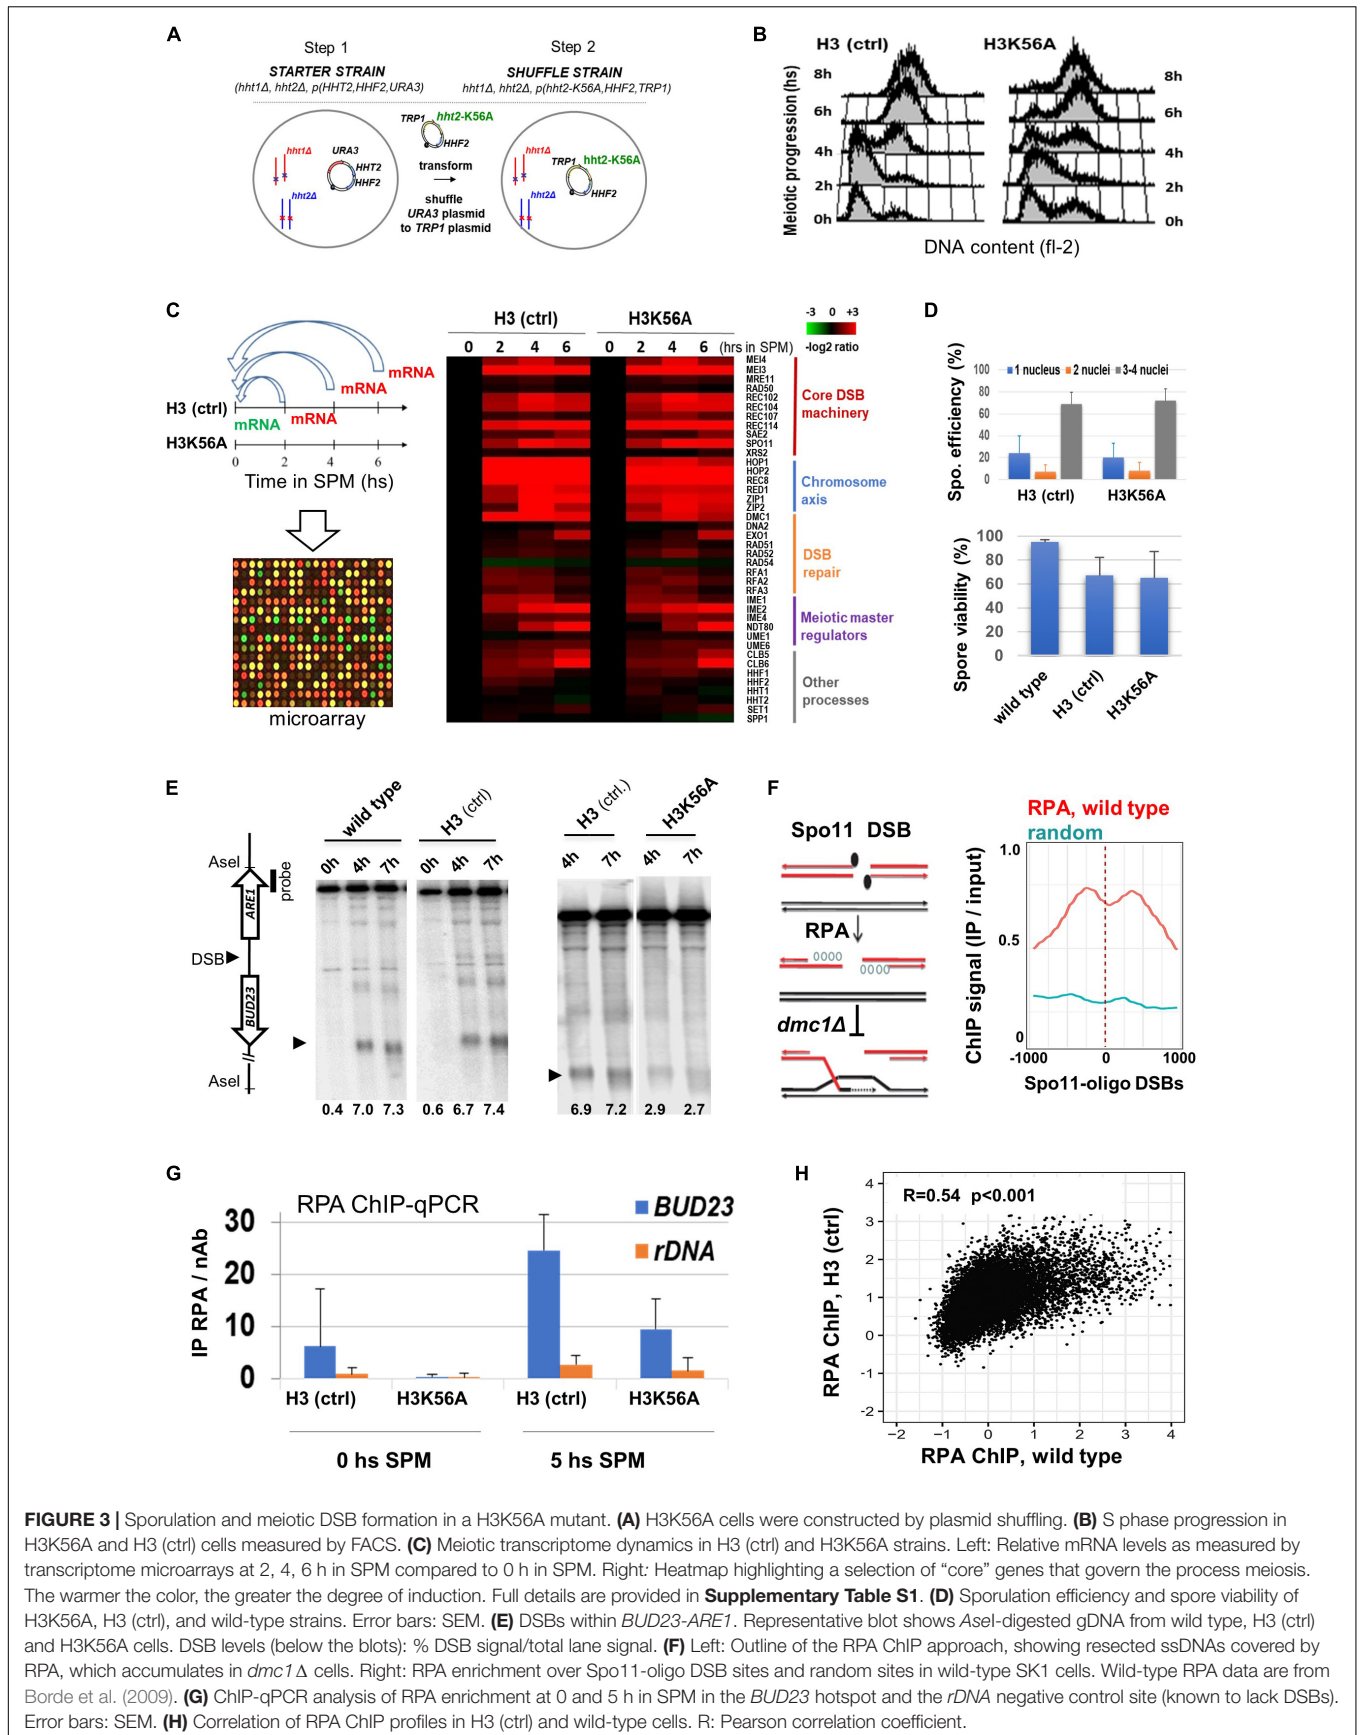 A
Step 1
Step 2
STARTER STRAIN
(hht1Δ, hht2Δ, p(HHT2,HHF2,URA3)
SHUFFLE STRAIN
hht1Δ, hht2Δ, p(hht2-K56A,HHF2,TRP1)
TRP1
hht2-K56A
HHF2
transform
shuffle
URA3 plasmid
to TRP1 plasmid
hht1Δ
hht2Δ
URA3
HHT2
HHF2
hht1Δ
hht2Δ
TRP1
hht2-K56A
HHF2
B
H3 (ctrl)
H3K56A
Meiotic progression (hs)
8h
6h
4h
2h
0h
8h
6h
4h
2h
0h
DNA content (fl-2)
C
mRNA
mRNA
mRNA
mRNA
H3 (ctrl)
H3K56A
0 2 4 6
Time in SPM (hs)
microarray
H3 (ctrl)
H3K56A
0 2 4 6 0 2 4 6 (hrs in SPM)
-3 0 +3
-log2 ratio
MEI4
MEI3
MRE11
RAD50
REC102
REC104
REC107
REC114
SAE2
SPO11
XRS2
HOP1
HOP2
REC8
RED1
ZIP1
ZIP2
DMC1
DNA2
EXO1
RAD51
RAD52
RAD54
RFA1
RFA2
RFA3
IME1
IME2
IME4
NDT80
UME1
UME6
CLB5
CLB6
HHF1
HHF2
HHT1
HHT2
SET1
SPP1
Core DSB
machinery
Chromosome
axis
DSB
repair
Meiotic master
regulators
Other
processes
D
Spo. efficiency (%)
100
80
60
40
20
0
1 nucleus 2 nuclei 3-4 nuclei
H3 (ctrl) H3K56A
Spore viability (%)
100
80
60
40
20
0
wild type
H3 (ctrl)
H3K56A
E
AseI
ARE1
probe
DSB
BUD23
AseI
wild type
H3 (ctrl)
H3 (ctrl.)
H3K56A
0h 4h 7h
0h 4h 7h
4h 7h
4h 7h
0.4 7.0 7.3
0.6 6.7 7.4
6.9 7.2 2.9 2.7
F
Spo11 DSB
RPA
dmc1Δ
RPA, wild type
random
ChIP signal (IP / input)
1.0
0.5
0
-1000 0 1000
Spo11-oligo DSBs
G
RPA ChIP-qPCR
BUD23
rDNA
IP RPA / nAb
30
20
10
0
H3 (ctrl) H3K56A H3 (ctrl) H3K56A
0 hs SPM
5 hs SPM
H
R=0.54 p<0.001
RPA ChIP, H3 (ctrl)
4
3
2
1
0
-1
-2
−2 −1 0 1 2 3 4
RPA ChIP, wild type
FIGURE 3 | Sporulation and meiotic DSB formation in a H3K56A mutant. (A) H3K56A cells were constructed by plasmid shuffling. (B) S phase progression in
H3K56A and H3 (ctrl) cells measured by FACS. (C) Meiotic transcriptome dynamics in H3 (ctrl) and H3K56A strains. Left: Relative mRNA levels as measured by
transcriptome microarrays at 2, 4, 6 h in SPM compared to 0 h in SPM. Right: Heatmap highlighting a selection of “core” genes that govern the process meiosis.
The warmer the color, the greater the degree of induction. Full details are provided in Supplementary Table S1. (D) Sporulation efficiency and spore viability of
H3K56A, H3 (ctrl), and wild-type strains. Error bars: SEM. (E) DSBs within BUD23-ARE1. Representative blot shows AseI-digested gDNA from wild type, H3 (ctrl)
and H3K56A cells. DSB levels (below the blots): % DSB signal/total lane signal. (F) Left: Outline of the RPA ChIP approach, showing resected ssDNAs covered by
RPA, which accumulates in dmc1Δ cells. Right: RPA enrichment over Spo11-oligo DSB sites and random sites in wild-type SK1 cells. Wild-type RPA data are from
Borde et al. (2009). (G) ChIP-qPCR analysis of RPA enrichment at 0 and 5 h in SPM in the BUD23 hotspot and the rDNA negative control site (known to lack DSBs).
Error bars: SEM. (H) Correlation of RPA ChIP profiles in H3 (ctrl) and wild-type cells. R: Pearson correlation coefficient.